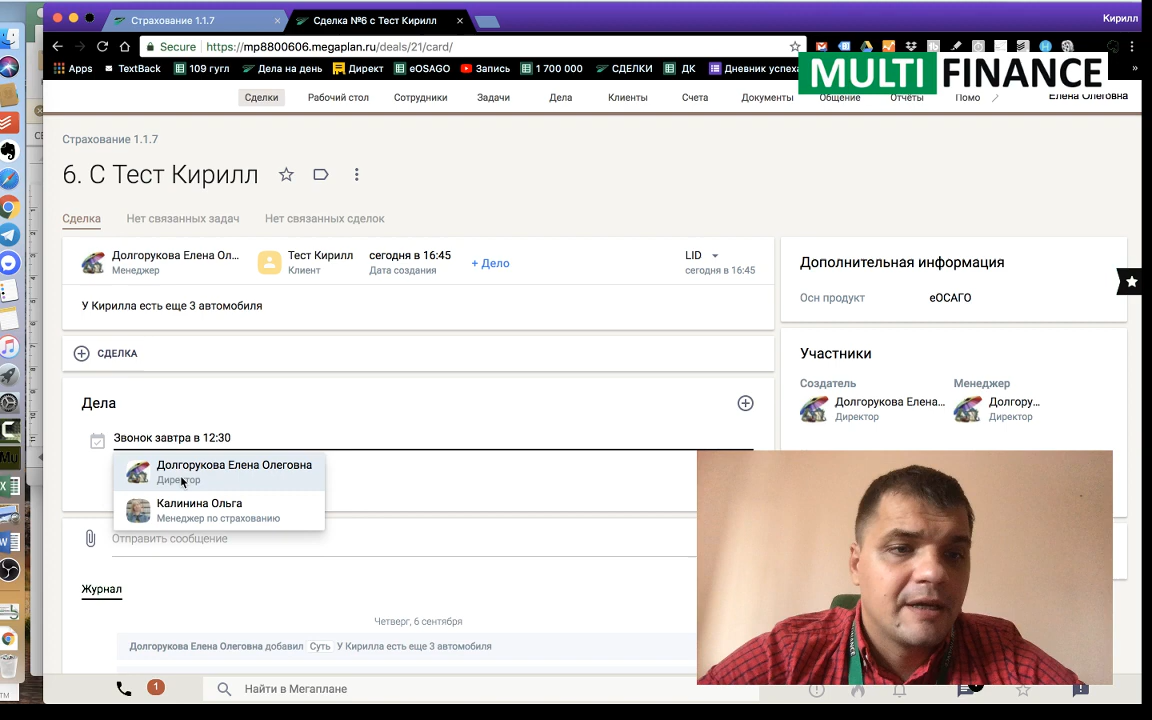 Страхование 1.1.7
Сделка №6 с Тест Кирилл
Кирилл
Secure
https://mp8800606.megaplan.ru/deals/21/card/
Apps
TextBack
109 гугл
Дела на день
Директ
eOSAGO
Запись
1 700 000
СДЕЛКИ
ДК
Дневник успеха
»
MULTI FINANCE
Сделки
Рабочий стол
Сотрудники
Задачи
Дела
Клиенты
Счета
Документы
Общение
Отчеты
Помо
Елена Олеговна
Страхование 1.1.7
6. С Тест Кирилл
Сделка
Нет связанных задач
Нет связанных сделок
Долгорукова Елена Ол...
Менеджер
Тест Кирилл
Клиент
сегодня в 16:45
Дата создания
+ Дело
LID
сегодня в 16:45
У Кирилла есть еще 3 автомобиля
Дополнительная информация
Осн продукт
еОСАГО
СДЕЛКА
Участники
Создатель
Долгорукова Елена...
Директор
Менеджер
Долгору...
Директор
Дела
Звонок завтра в 12:30
Долгорукова Елена Олеговна
Директор
Калинина Ольга
Менеджер по страхованию
Отправить сообщение
Журнал
Четверг, 6 сентября
Долгорукова Елена Олеговна добавил Суть У Кирилла есть еще 3 автомобиля
1
Найти в Мегаплане